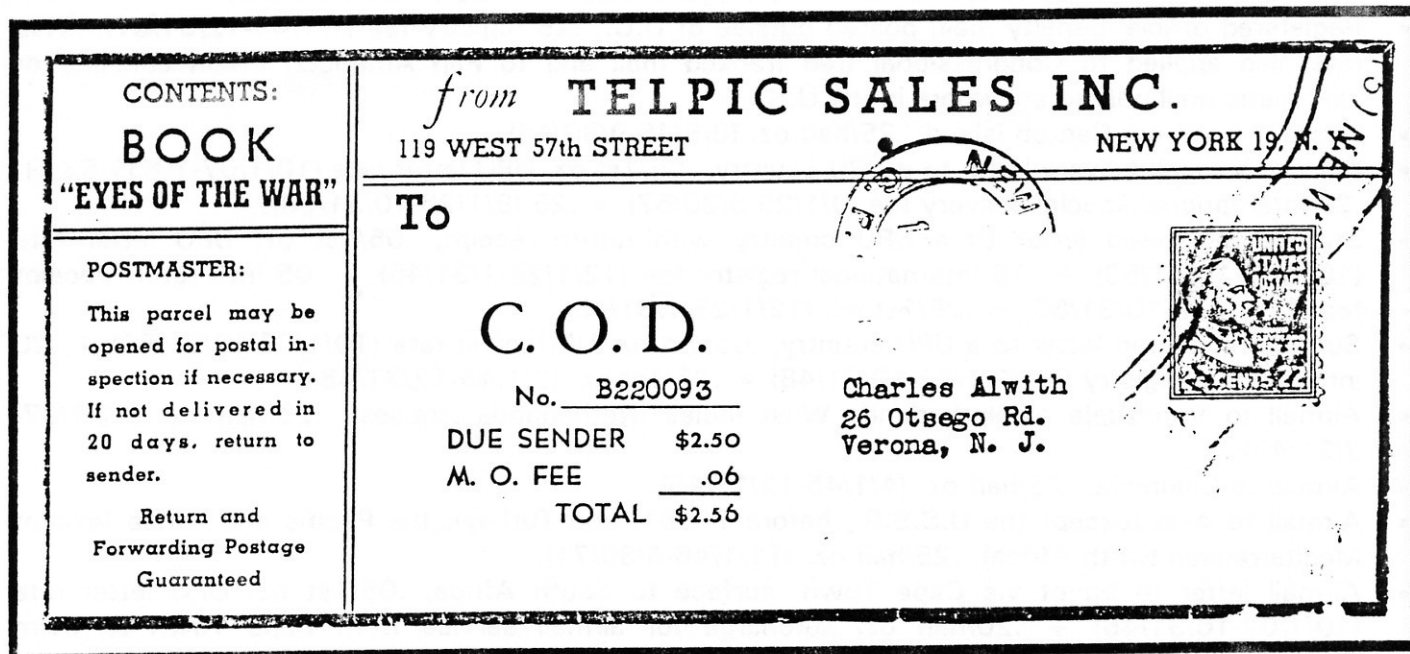 CONTENTS:
BOOK
"EYES OF THE WAR"
POSTMASTER:
This parcel may be
opened for postal in-
spection if necessary.
If not delivered in
20 days, return to
sender.
Return and
Forwarding Postage
Guaranteed
from TELPIC SALES INC
119 WEST 57th STREET NEW YORK 19, N. Y.
To
C.O.D.
No. B220093
DUE SENDER $2.50
M. O. FEE .06
TOTAL $2.56
Charles Alwith
26 Otsego Rd.
Verona, N. J.
NEW
NEW
UNITED
STATES
CENTS